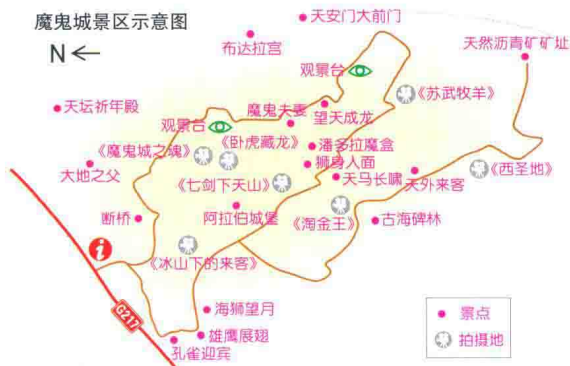 魔鬼城景区示意图
N
天安门大前门
布达拉宫
天然沥青矿矿址
观景台
《苏武牧羊》
天坛祈年殿
魔鬼夫妻
望天成龙
观景台
《卧虎藏龙》
潘多拉魔盒
《魔鬼城之魂》
狮身人面
大地之父
《七剑下天山》
天马长啸
天外来客
《西圣地》
断桥
阿拉伯城堡
《淘金王》
古海碑林
i
《冰山下的来客》
G217
海狮望月
景点
雄鹰展翅
拍摄地
孔雀迎宾